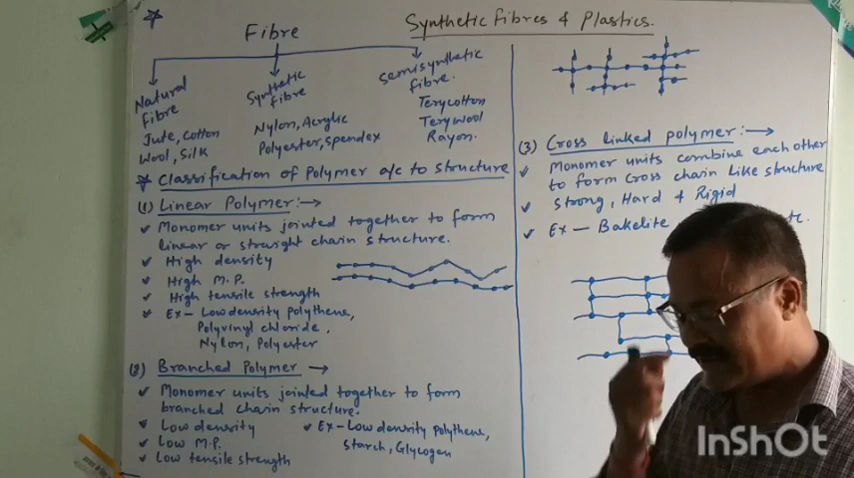 Synthetic Fibres & Plastics.
Fibre
Natural
Fibre
Jute, Cotton
Wool, Silk
Synthetic
Fibre
Nylon, Acrylic
Polyester, Spendex
Semisynthetic
fibre.
Terycotton
Terywool
Rayon.
Classification of Polymer a/c to structure
(1) Linear Polymer:→
Monomer units jointed together to form
linear or straight chain structure.
High density
High M.P.
High tensile strength
Ex- Low density polythene,
Polyvinyl chloride,
Nylon, Polyester
(2) Branched Polymer →
Monomer units jointed together to form
branched chain structure.
Low density
Low M.P.
Low tensile strength
Ex- Low density polythene,
Starch, Glycogen
(3) Cross linked polymer:→
Monomer units combine each other
to form cross chain like structure
Strong, Hard & Rigid
Ex- Bakelite
InShOt